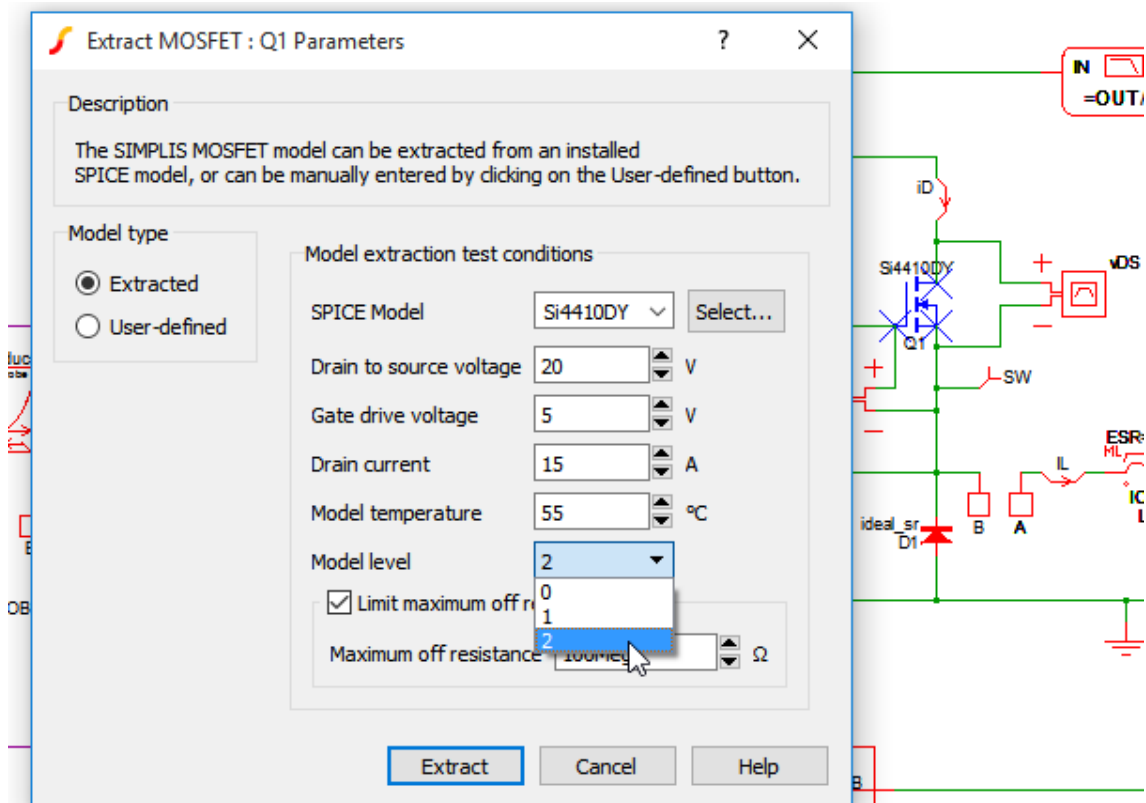 Extract MOSFET : Q1 Parameters
?
Description
The SIMPLIS MOSFET model can be extracted from an installed
SPICE model, or can be manually entered by clicking on the User-defined button.
Model type
Extracted
User-defined
Model extraction test conditions
SPICE Model Si4410DY Select...
Drain to source voltage 20 V
Gate drive voltage 5 V
Drain current 15 A
Model temperature 55 ºC
Model level 2
0
1
2
Limit maximum off
Maximum off resistance 100Meg Ω
Extract Cancel Help
IN
=OUT/
iD
Si4410DY
Q1
vDS
SW
ESR=
IL
B
A
ideal_sr
D1
OB
B